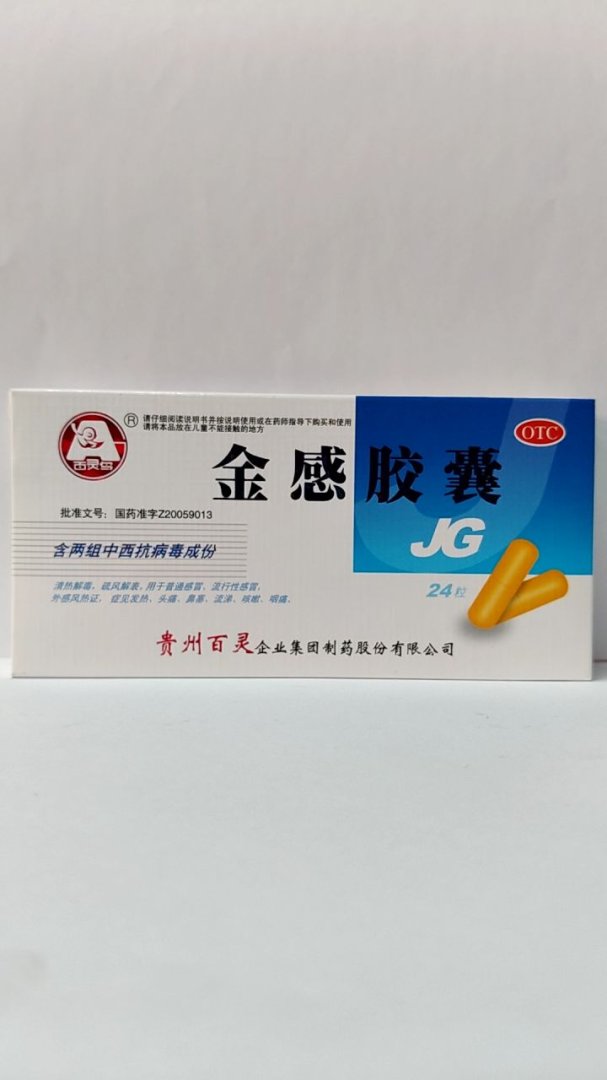 百灵鸟
®
请仔细阅读说明书并按说明使用或在药师指导下购买和使用
请将本品放在儿童不能接触的地方
OTC
金感胶囊
批准文号：国药准字Z20059013
JG
含两组中西抗病毒成份
清热解毒，疏风解表。用于普通感冒，流行性感冒，
外感风热证，症见发热、头痛、鼻塞、流涕、咳嗽、咽痛。
24粒
贵州百灵企业集团制药股份有限公司